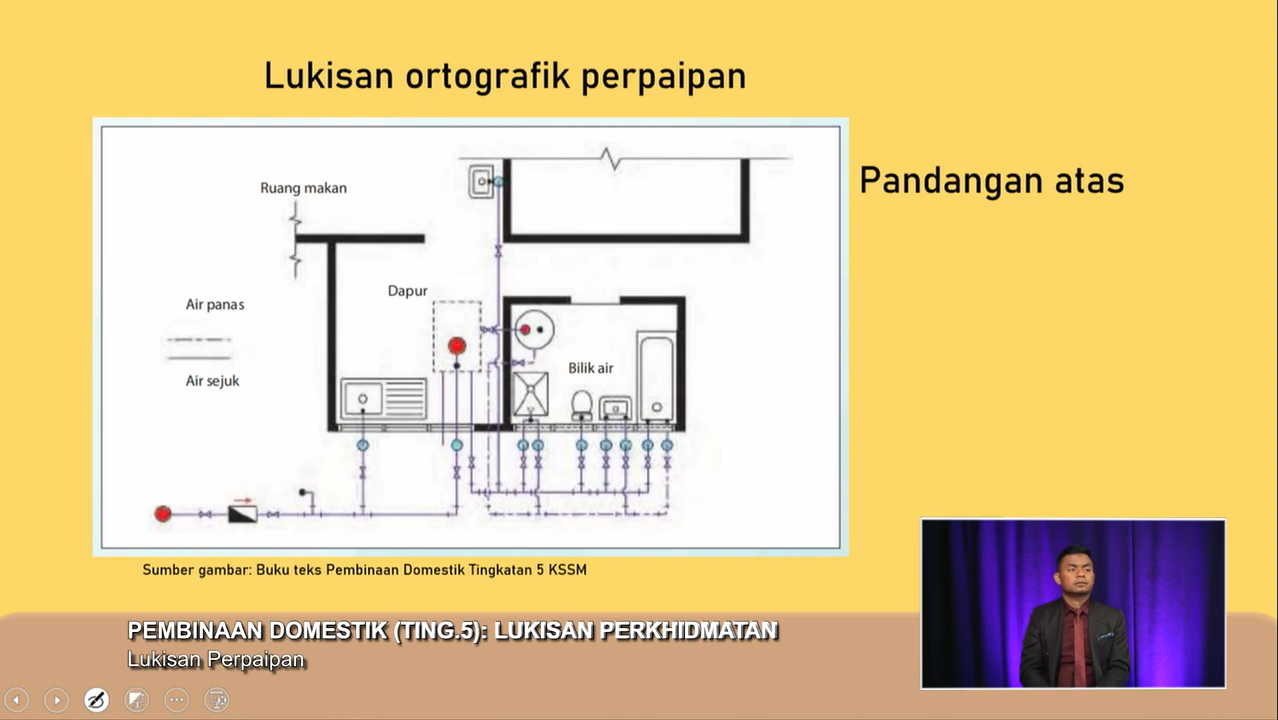 Lukisan ortografik perpaipan
Pandangan atas
Ruang makan
Dapur
Air panas
Air sejuk
Bilik air
Sumber gambar: Buku teks Pembinaan Domestik Tingkatan 5 KSSM
PEMBINAAN DOMESTIK (TING.5): LUKISAN PERKHIDMATAN
Lukisan Perpaipan